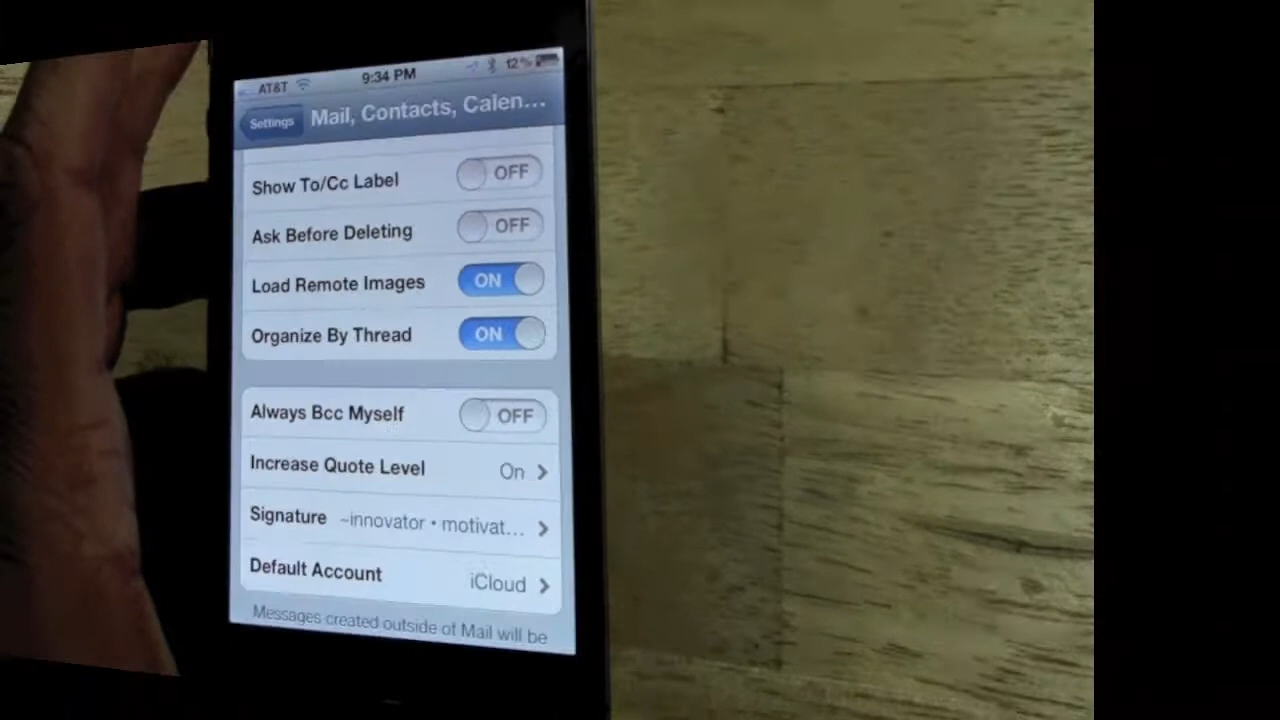 AT&T 9:34 PM 12%
Settings Mail, Contacts, Calen...
Show To/Cc Label OFF
Ask Before Deleting OFF
Load Remote Images ON
Organize By Thread ON
Always Bcc Myself OFF
Increase Quote Level On
Signature ~innovator • motivat...
Default Account iCloud
Messages created outside of Mail will be